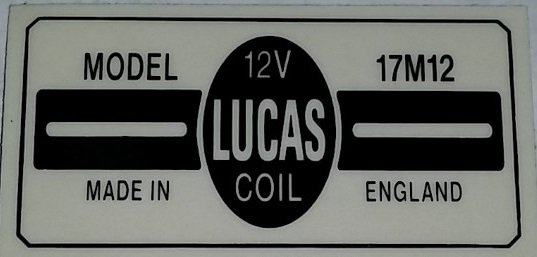 MODEL 12V 17M12
LUCAS
MADE IN COIL ENGLAND